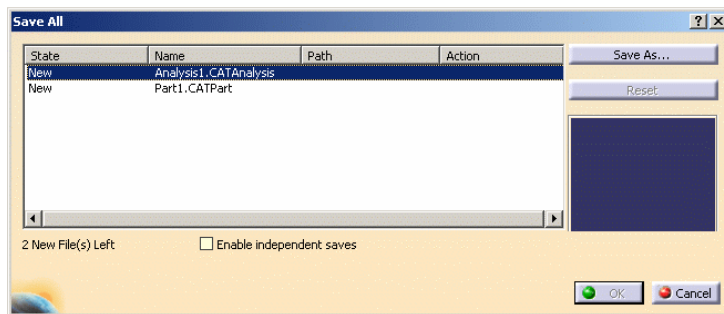 Save All
State Name Path Action Save As...
New Analysis1.CATAnalysis
New Part1.CATPart Reset
2 New File(s) Left Enable independent saves
OK Cancel